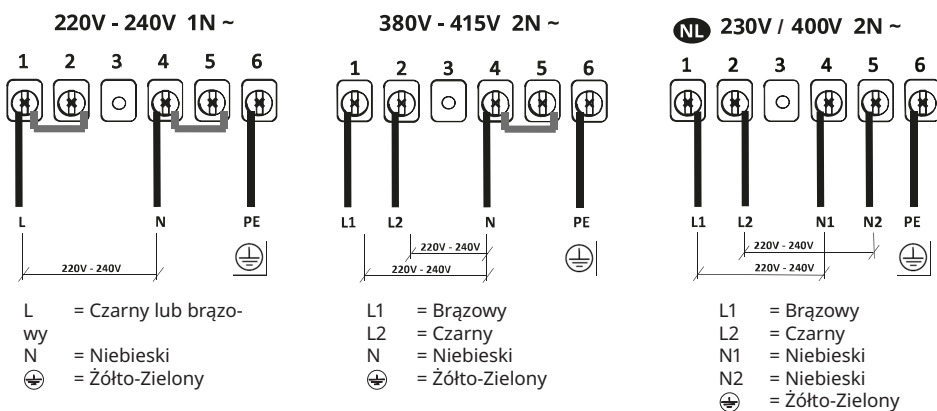 220V - 240V 1N ~
1 2 3 4 5 6
L N PE
220V - 240V
L = Czarny lub brązo-
wy
N = Niebieski
= Żółto-Zielony
380V - 415V 2N ~
1 2 3 4 5 6
L1 L2 N PE
220V - 240V
220V - 240V
L1 = Brązowy
L2 = Czarny
N = Niebieski
= Żółto-Zielony
NL 230V / 400V 2N ~
1 2 3 4 5 6
L1 L2 N1 N2 PE
220V - 240V
220V - 240V
L1 = Brązowy
L2 = Czarny
N1 = Niebieski
N2 = Niebieski
= Żółto-Zielony